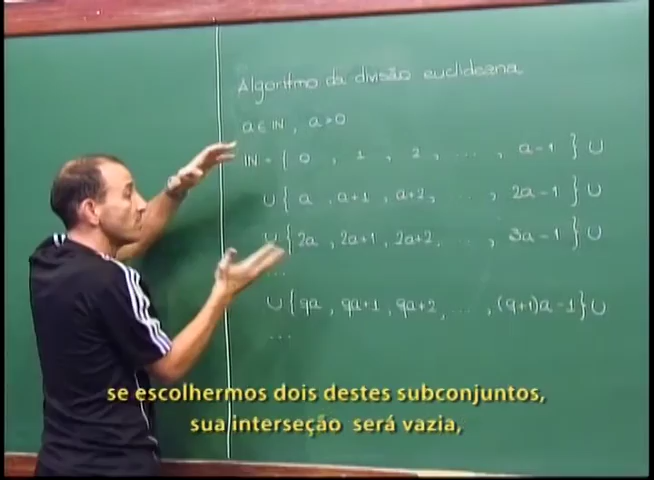 Algoritmo da divisão euclideana
a ∈ ℕ , a > 0
ℕ = { 0 , 1 , 2 , ... , a-1 } ∪
∪ { a , a+1 , a+2 , ... , 2a-1 } ∪
∪ { 2a , 2a+1 , 2a+2 , ... , 3a-1 } ∪
...
∪ { qa , qa+1 , qa+2 , ... , (q+1)a-1 } ∪
...
se escolhermos dois destes subconjuntos,
sua interseção será vazia,